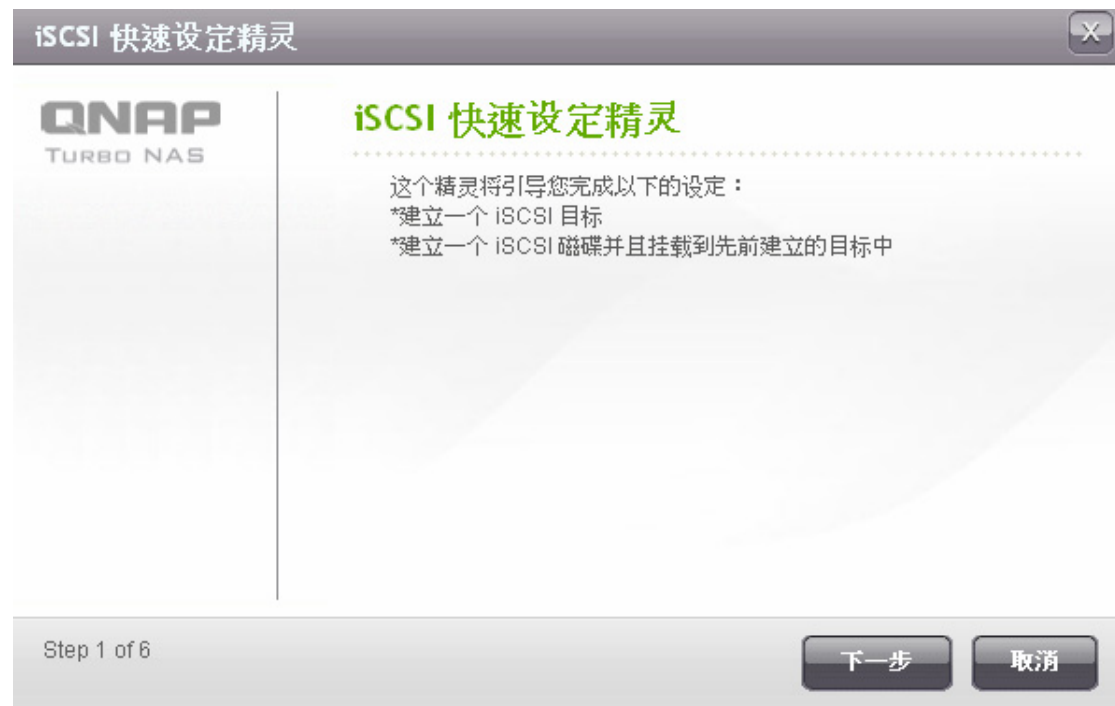 iSCSI 快速设定精灵
X
QNAP
TURBO NAS
iSCSI 快速设定精灵
这个精灵将引导您完成以下的设定：
*建立一个 iSCSI 目标
*建立一个 iSCSI 磁碟并且挂载到先前建立的目标中
Step 1 of 6
下一步
取消